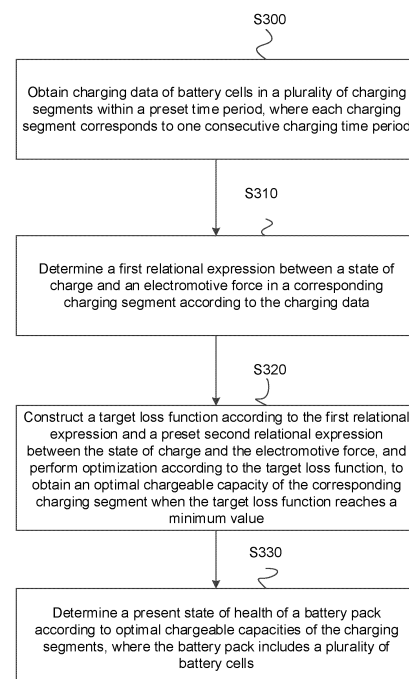 S300
Obtain charging data of battery cells in a plurality of charging
segments within a preset time period, where each charging
segment corresponds to one consecutive charging time period
S310
Determine a first relational expression between a state of
charge and an electromotive force in a corresponding
charging segment according to the charging data
S320
Construct a target loss function according to the first relational
expression and a preset second relational expression
between the state of charge and the electromotive force, and
perform optimization according to the target loss function, to
obtain an optimal chargeable capacity of the corresponding
charging segment when the target loss function reaches a
minimum value
S330
Determine a present state of health of a battery pack
according to optimal chargeable capacities of the charging
segments, where the battery pack includes a plurality of
battery cells